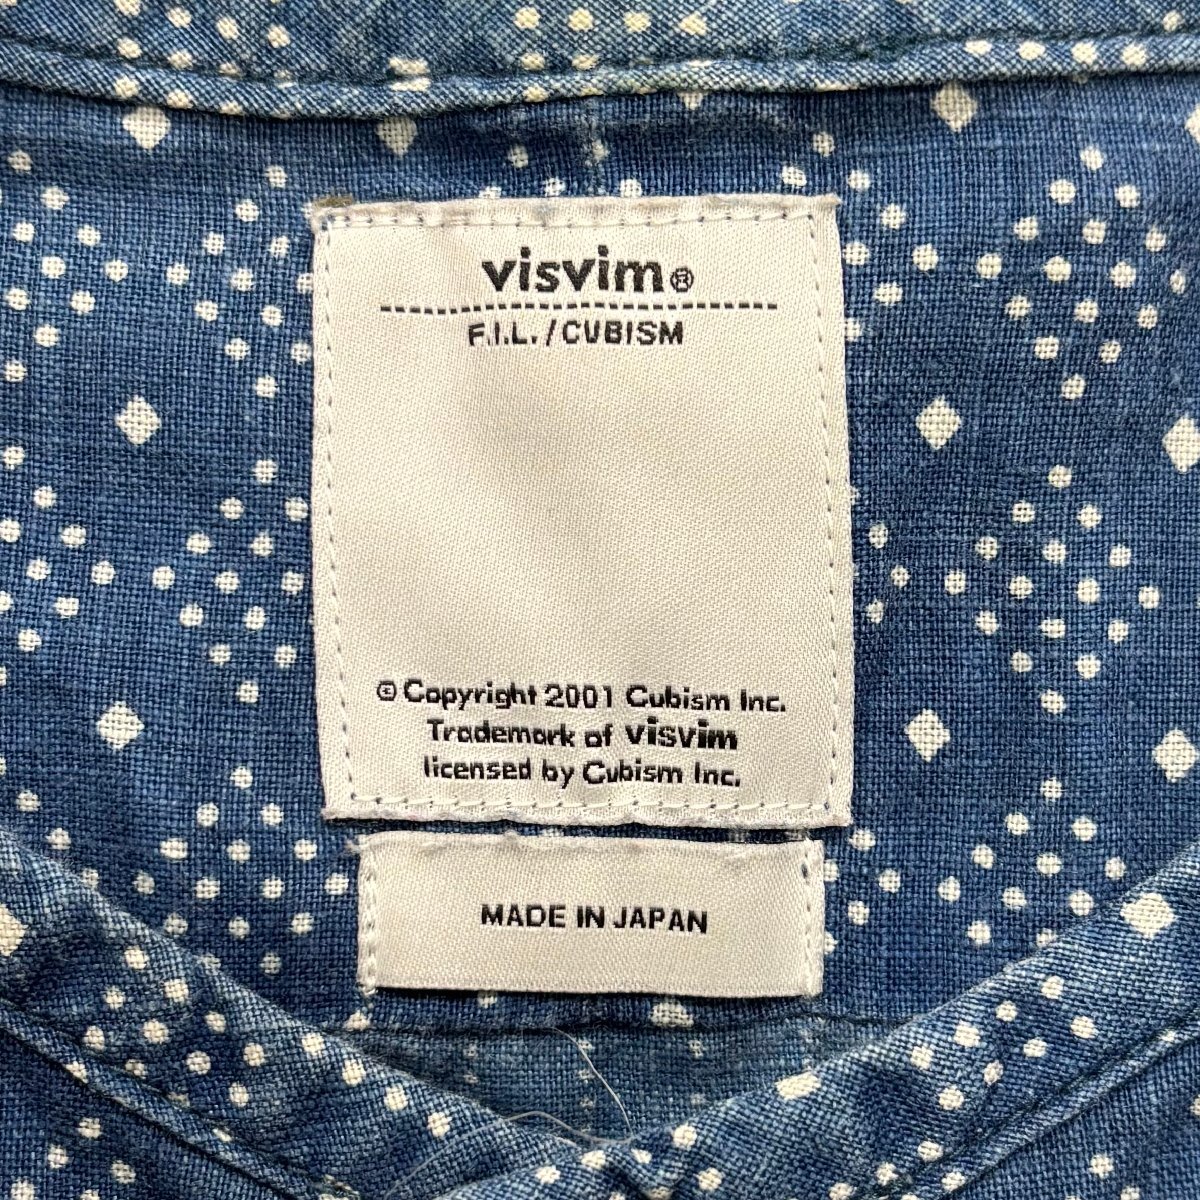 visvim®
F.I.L./CUBISM
© Copyright 2001 Cubism Inc.
Trademark of visvim
licensed by Cubism Inc.
MADE IN JAPAN